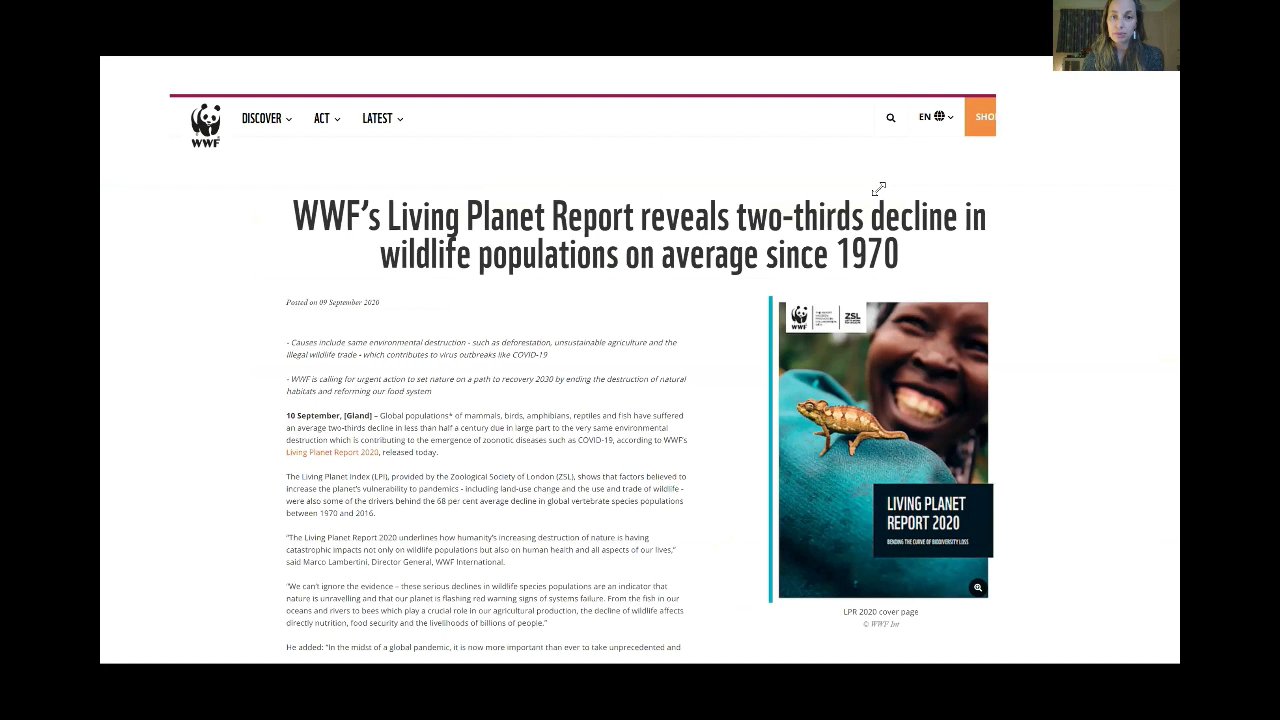 WWF
DISCOVER
ACT
LATEST
EN
SHO
WWF's Living Planet Report reveals two-thirds decline in
wildlife populations on average since 1970
Posted on 09 September 2020
- Causes include same environmental destruction - such as deforestation, unsustainable agriculture and the
illegal wildlife trade - which contributes to virus outbreaks like COVID-19
- WWF is calling for urgent action to set nature on a path to recovery 2030 by ending the destruction of natural
habitats and reforming our food system
10 September, [Gland] – Global populations* of mammals, birds, amphibians, reptiles and fish have suffered
an average two-thirds decline in less than half a century due in large part to the very same environmental
destruction which is contributing to the emergence of zoonotic diseases such as COVID-19, according to WWF's
Living Planet Report 2020, released today.
The Living Planet Index (LPI), provided by the Zoological Society of London (ZSL), shows that factors believed to
increase the planet's vulnerability to pandemics - including land-use change and the use and trade of wildlife -
were also some of the drivers behind the 68 per cent average decline in global vertebrate species populations
between 1970 and 2016.
"The Living Planet Report 2020 underlines how humanity's increasing destruction of nature is having
catastrophic impacts not only on wildlife populations but also on human health and all aspects of our lives,"
said Marco Lambertini, Director General, WWF International.
"We can't ignore the evidence – these serious declines in wildlife species populations are an indicator that
nature is unravelling and that our planet is flashing red warning signs of systems failure. From the fish in our
oceans and rivers to bees which play a crucial role in our agricultural production, the decline of wildlife affects
directly nutrition, food security and the livelihoods of billions of people."
He added: "In the midst of a global pandemic, it is now more important than ever to take unprecedented and
WWF
ZSL
LIVING PLANET
REPORT 2020
BENDING THE CURVE OF BIODIVERSITY LOSS
LPR 2020 cover page
© WWF Int